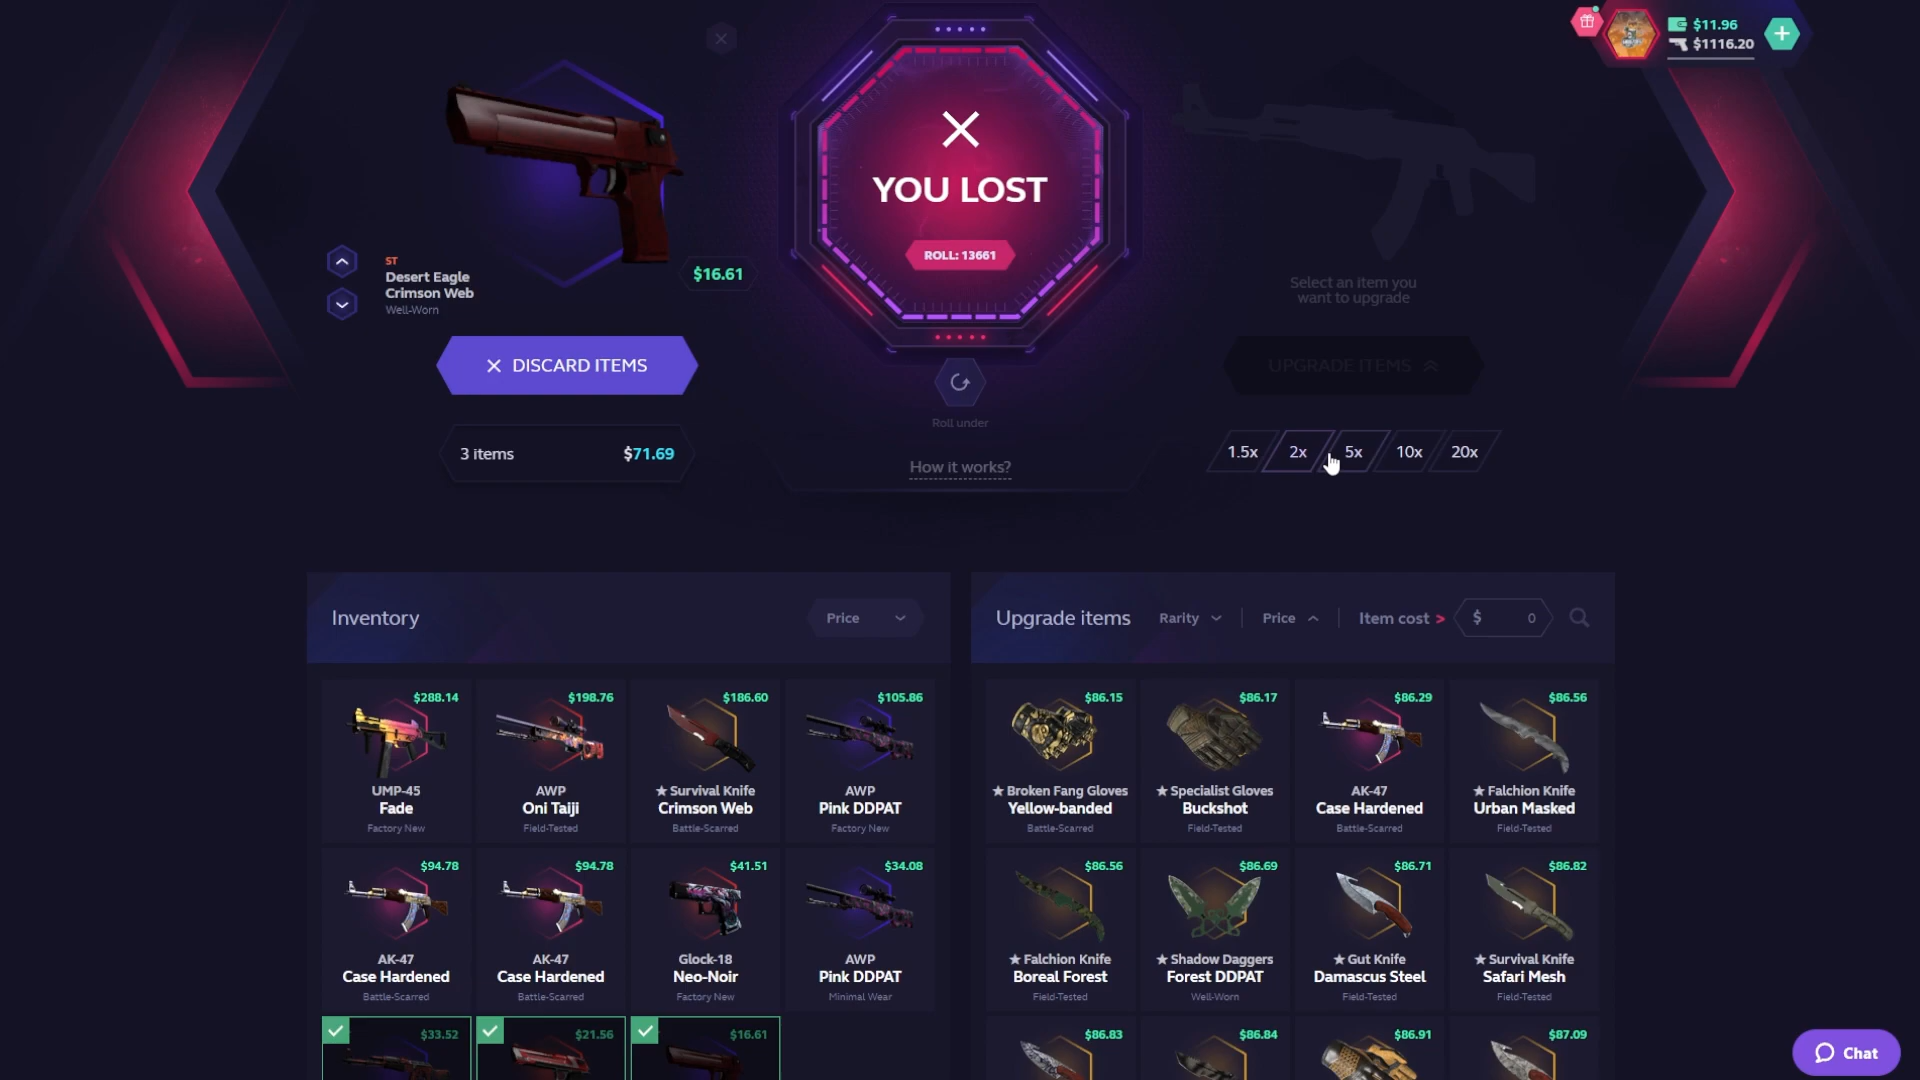 $11.96
$1116.20
YOU LOST
ROLL: 13661
ST
Desert Eagle
Crimson Web
Well-Worn
$16.61
Select an item you
want to upgrade
DISCARD ITEMS
UPGRADE ITEMS
Roll under
3 items $71.69
How it works?
1.5x 2x 5x 10x 20x
Inventory
Price
Upgrade items Rarity Price Item cost > $ 0
$288.14 $198.76 $186.60 $105.86
UMP-45 AWP ★ Survival Knife AWP
Fade Oni Taiji Crimson Web Pink DDPAT
Factory New Field-Tested Battle-Scarred Factory New
$86.15 $86.17 $86.29 $86.56
★ Broken Fang Gloves ★ Specialist Gloves AK-47 ★ Falchion Knife
Yellow-banded Buckshot Case Hardened Urban Masked
Battle-Scarred Field-Tested Battle-Scarred Field-Tested
$94.78 $94.78 $41.51 $34.08
AK-47 AK-47 Glock-18 AWP
Case Hardened Case Hardened Neo-Noir Pink DDPAT
Battle-Scarred Battle-Scarred Factory New Minimal Wear
$86.56 $86.69 $86.71 $86.82
★ Falchion Knife ★ Shadow Daggers ★ Gut Knife ★ Survival Knife
Boreal Forest Forest DDPAT Damascus Steel Safari Mesh
Field-Tested Well-Worn Field-Tested Field-Tested
$33.52 $21.56 $16.61
$86.83 $86.84 $86.91 $87.09
Chat